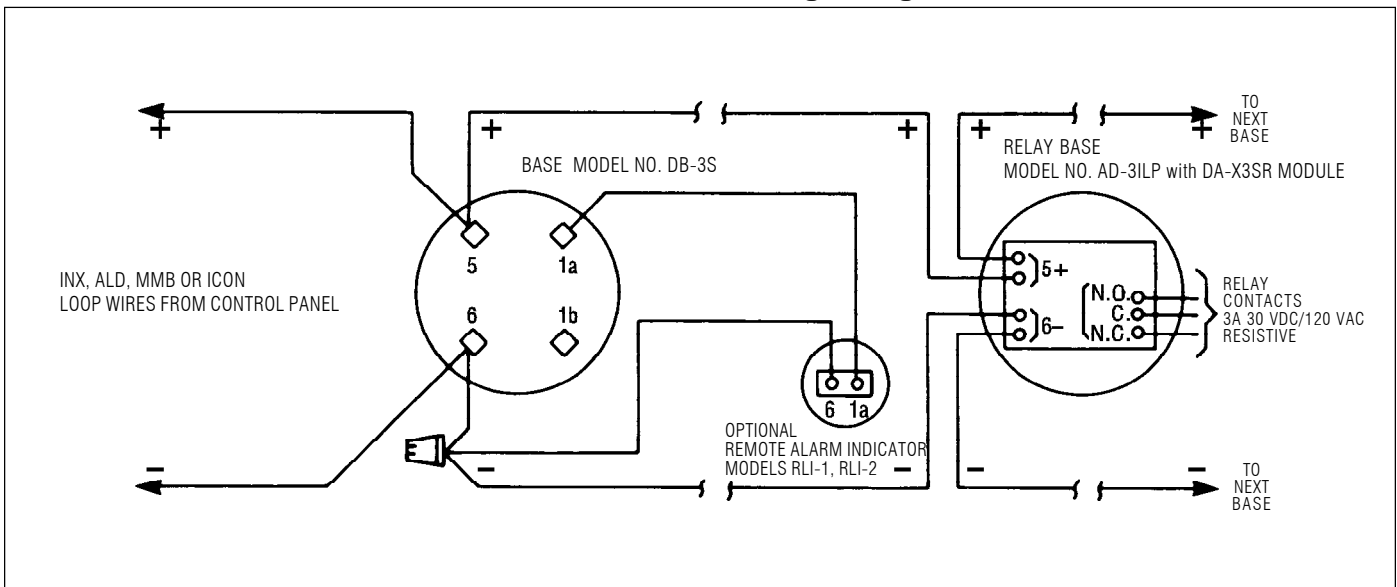 + + + + +
TO
NEXT
BASE
BASE MODEL NO. DB-3S
RELAY BASE
MODEL NO. AD-3ILP with DA-X3SR MODULE
5 1a
INX, ALD, MMB OR ICON
LOOP WIRES FROM CONTROL PANEL
6 1b
5+
6–
N.O.
C.
N.C.
RELAY
CONTACTS
3A 30 VDC/120 VAC
RESISTIVE
6 1a
OPTIONAL
REMOTE ALARM INDICATOR
MODELS RLI-1, RLI-2
– – – – –
TO
NEXT
BASE